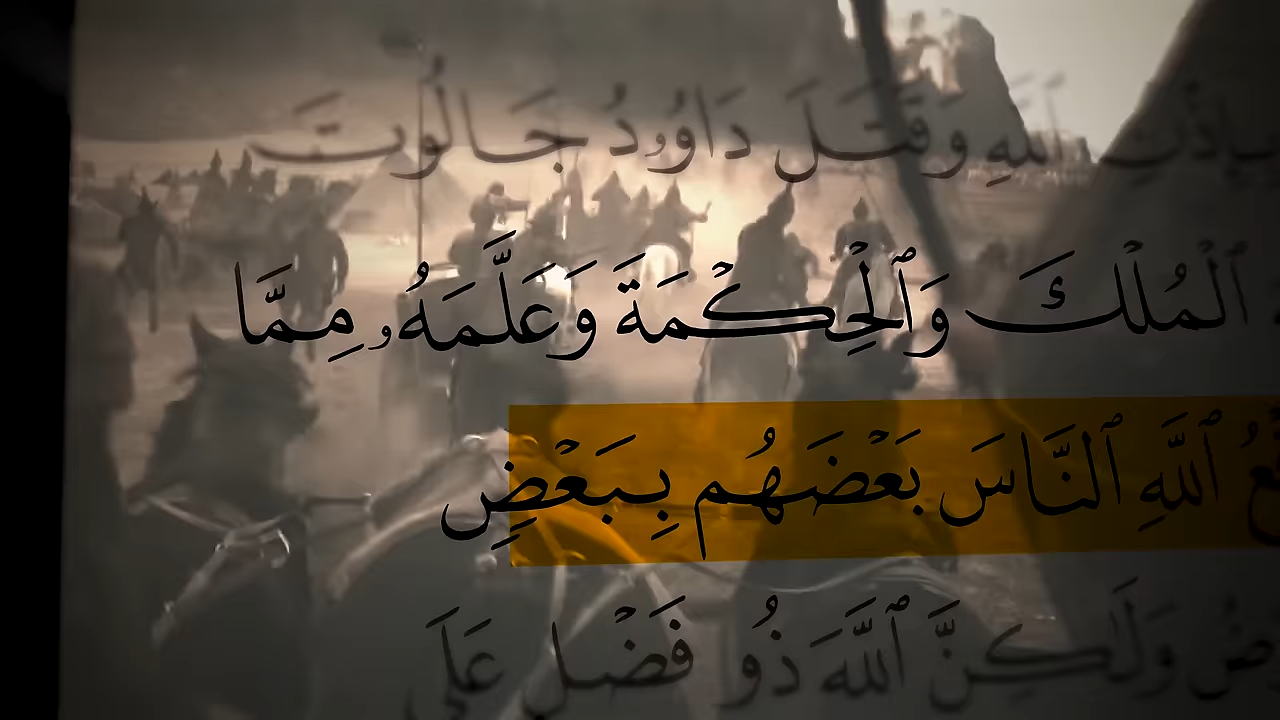 ٱللَّهِ وَقَتَلَ دَاوُۥدُ جَالُوتَ
ٱلْمُلْكَ وَٱلْحِكْمَةَ وَعَلَّمَهُۥ مِمَّا
ٱللَّهِ ٱلنَّاسَ بَعْضَهُم بِبَعْضٍ
وَلَٰكِنَّ ٱللَّهَ ذُو فَضْلٍ عَلَى